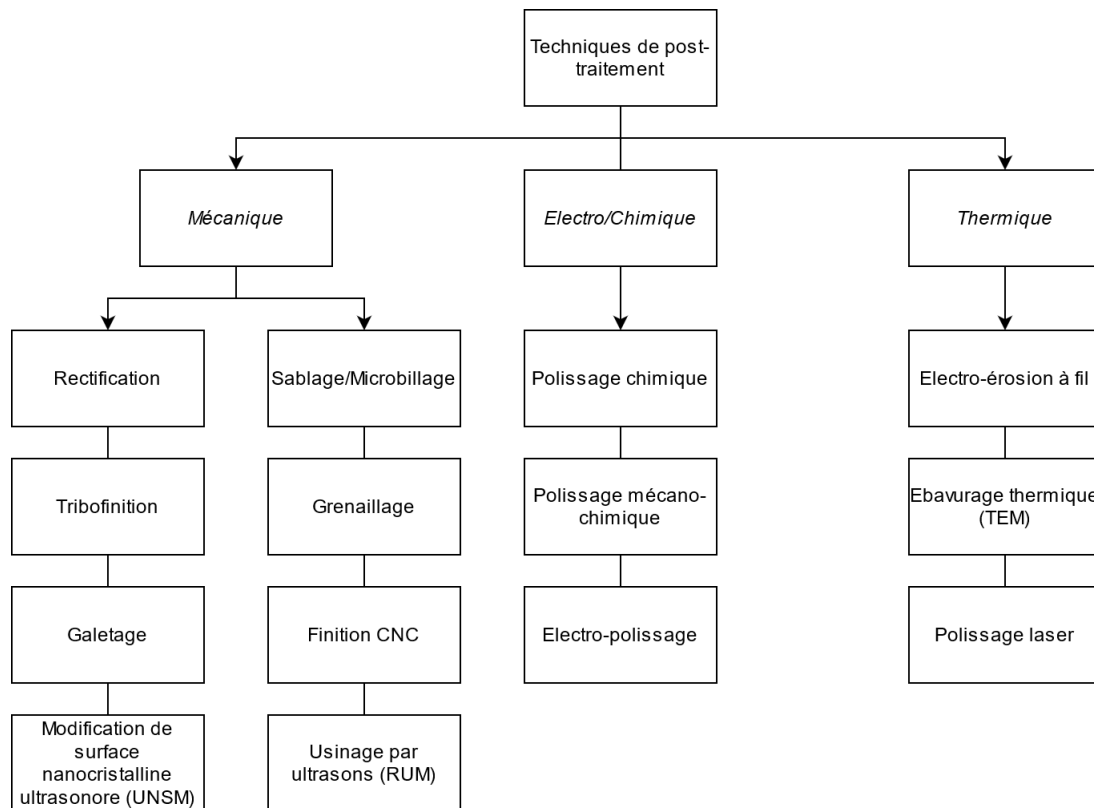 Techniques de post-
traitement
Mécanique
Electro/Chimique
Thermique
Rectification
Sablage/Microbillage
Polissage chimique
Electro-érosion à fil
Tribofinition
Grenaillage
Polissage mécano-
chimique
Ebavurage thermique
(TEM)
Galetage
Finition CNC
Electro-polissage
Polissage laser
Modification de
surface
nanocristalline
ultrasonore (UNSM)
Usinage par
ultrasons (RUM)